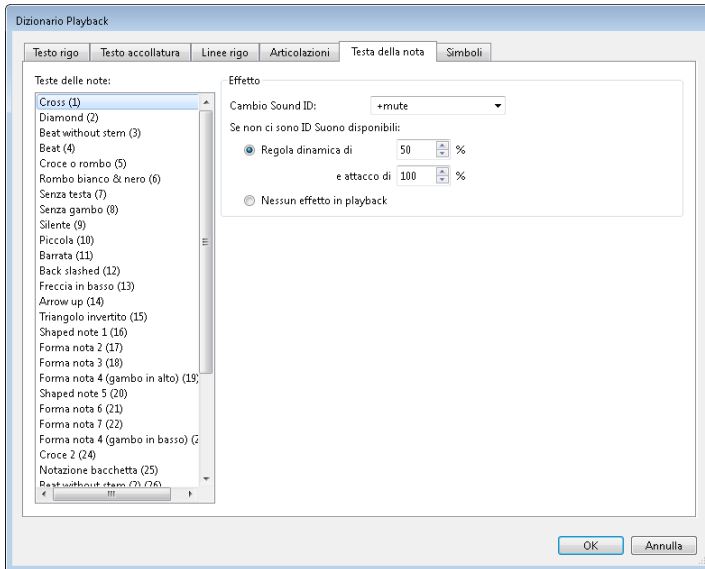 Dizionario Playback
Testo rigo
Testo accollatura
Linee rigo
Articolazioni
Testa della nota
Simboli
Teste delle note:
Cross (1)
Diamond (2)
Beat without stem (3)
Beat (4)
Croce o rombo (5)
Rombo bianco & nero (6)
Senza testa (7)
Senza gambo (8)
Silente (9)
Piccola (10)
Barrata (11)
Back slashed (12)
Freccia in basso (13)
Arrow up (14)
Triangolo invertito (15)
Shaped note 1 (16)
Forma nota 2 (17)
Forma nota 3 (18)
Forma nota 4 (gambo in alto) (19)
Shaped note 5 (20)
Forma nota 6 (21)
Forma nota 7 (22)
Forma nota 4 (gambo in basso) (2
Croce 2 (24)
Notazione bacchetta (25)
Beat without stem (2) (26)
Effetto
Cambio Sound ID:
+mute
Se non ci sono ID Suono disponibili:
Regola dinamica di 50 %
e attacco di 100 %
Nessun effetto in playback
OK
Annulla